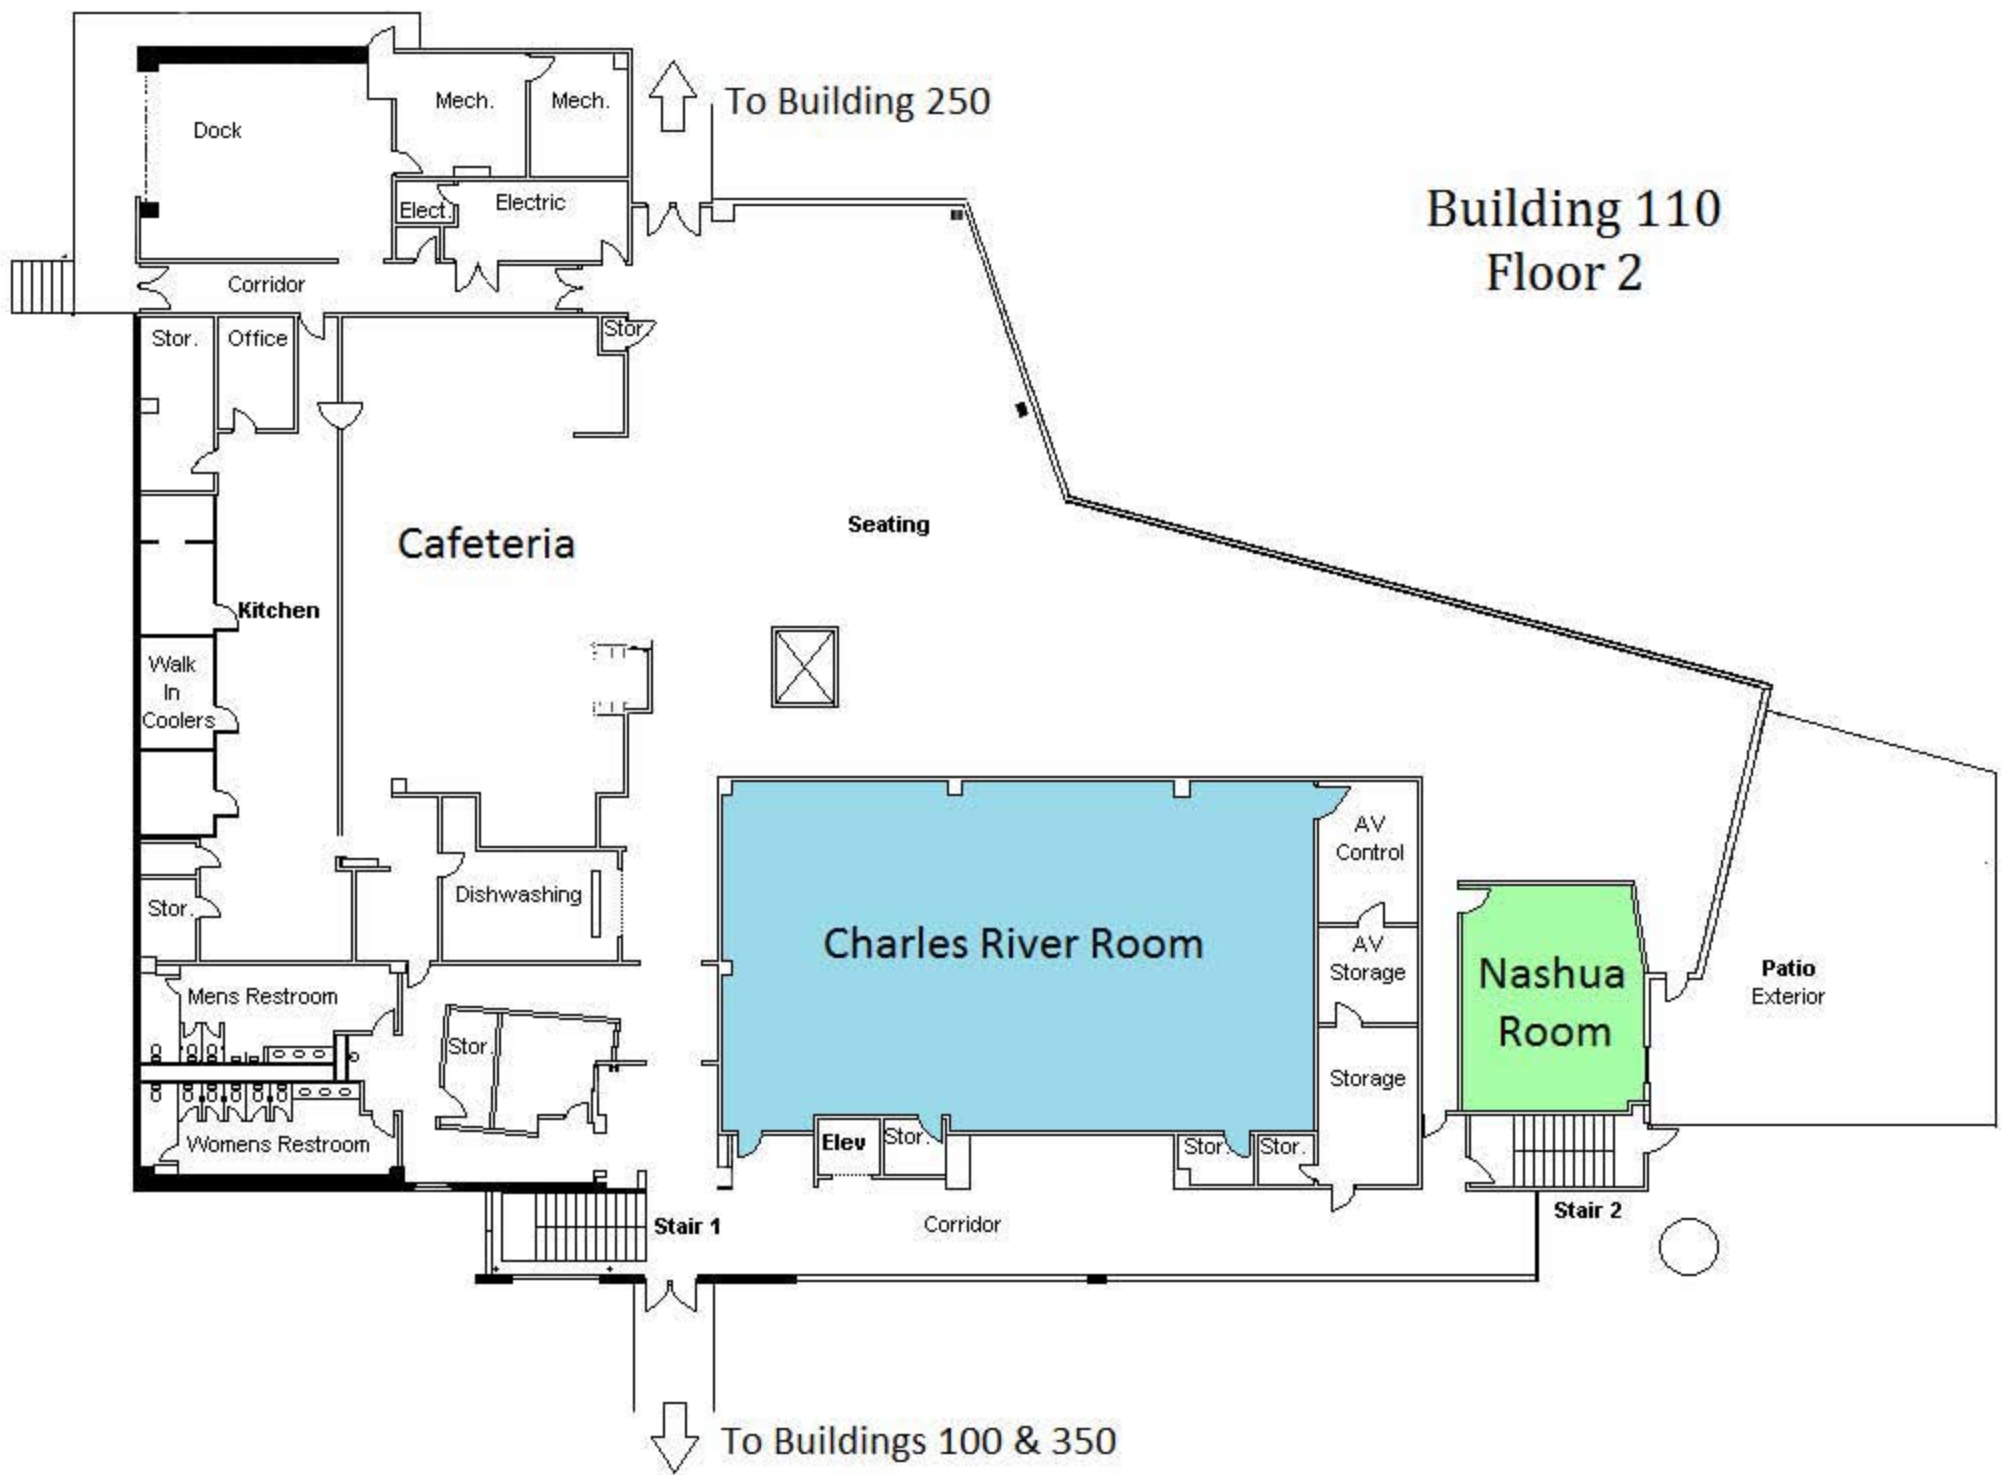 To Building 250
Building 110
Floor 2
Mech.
Mech.
Dock
Elect.
Electric
Corridor
Stor.
Office
Stor.
Cafeteria
Seating
Kitchen
Walk
In
Coolers
AV
Control
Dishwashing
Stor.
Charles River Room
AV
Storage
Nashua
Room
Patio
Exterior
Mens Restroom
Stor.
Storage
Womens Restroom
Elev
Stor.
Stor.
Stor.
Stair 1
Corridor
Stair 2
To Buildings 100 & 350